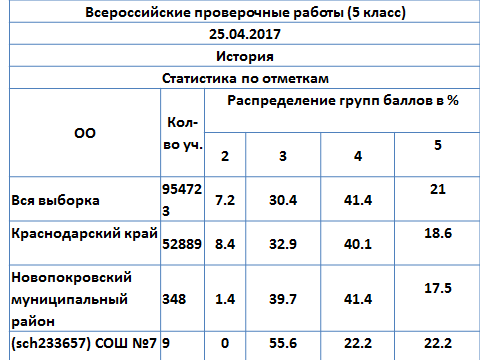 Всероссийские проверочные работы (5 класс)
25.04.2017
История
Статистика по отметкам
ОО
Кол-
во уч.
Распределение групп баллов в %
2
3
4
5
Вся выборка
95472
3
7.2
30.4
41.4
21
Краснодарский край
52889
8.4
32.9
40.1
18.6
Новопокровский
муниципальный
район
348
1.4
39.7
41.4
17.5
(sch233657) СОШ №7
9
0
55.6
22.2
22.2